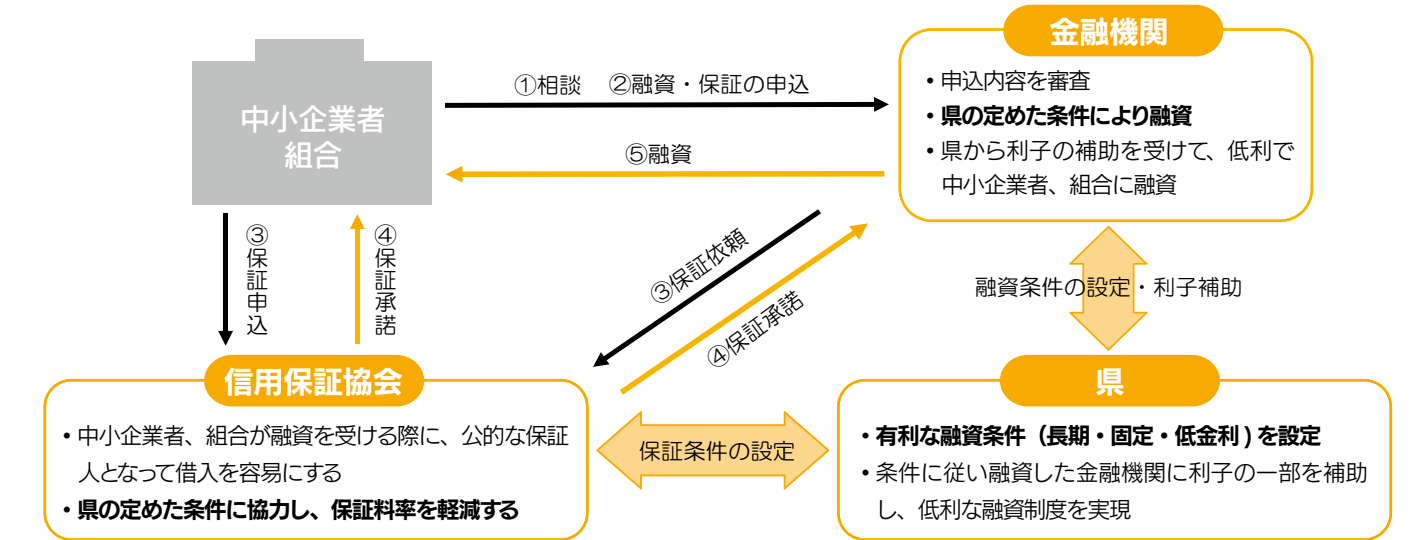 中小企業者
組合
①相談　②融資・保証の申込
⑤融資
金融機関
・申込内容を審査
・県の定めた条件により融資
・県から利子の補助を受けて、低利で
中小企業者、組合に融資
③保証申込
④保証承諾
③保証依頼
④保証承諾
融資条件の設定・利子補助
信用保証協会
・中小企業者、組合が融資を受ける際に、公的な保証
人となって借入を容易にする
・県の定めた条件に協力し、保証料率を軽減する
保証条件の設定
県
・有利な融資条件（長期・固定・低金利）を設定
・条件に従い融資した金融機関に利子の一部を補助
し、低利な融資制度を実現